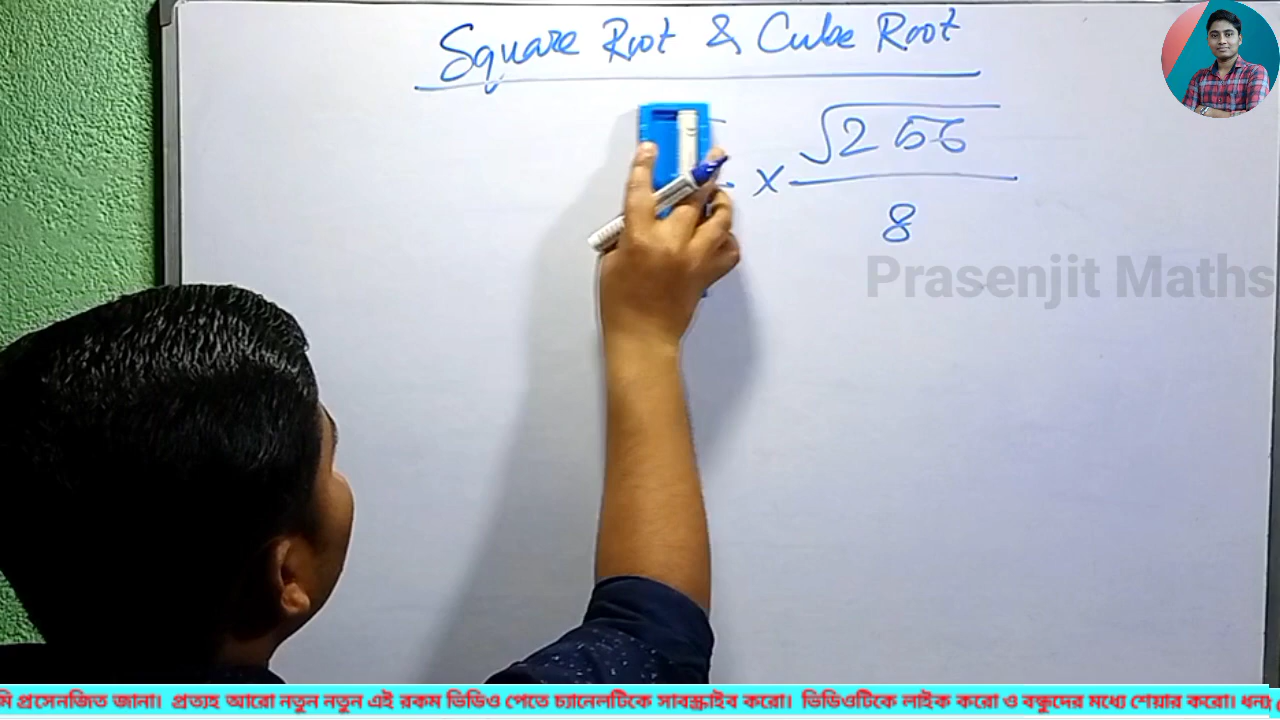 Square Root & Cube Root
× √256
8
Prasenjit Maths
মি প্রসেনজিত জানা। প্রত্যহ আরো নতুন নতুন এই রকম ভিডিও পেতে চ্যানেলটিকে সাবস্ক্রাইব করো। ভিডিওটিকে লাইক করো ও বন্ধুদের মধ্যে শেয়ার করো। ধন্য